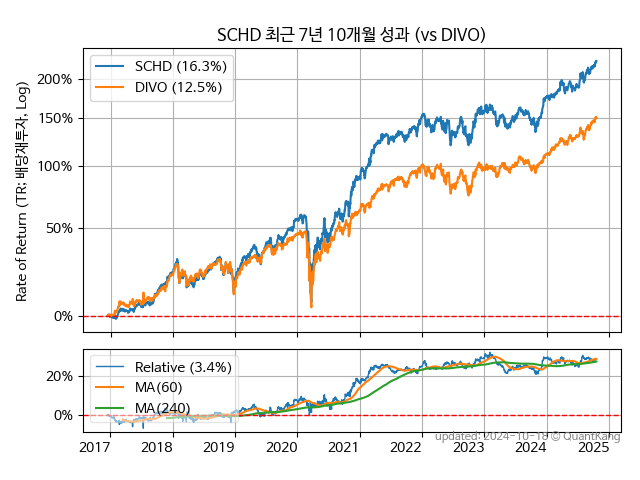 SCHD 최근 7년 10개월 성과 (vs DIVO)
Rate of Return (TR: 배당재투자, Log)
200%
150%
100%
50%
0%
SCHD (16.3%)
DIVO (12.5%)
20%
0%
Relative (3.4%)
MA(60)
MA(240)
2017 2018 2019 2020 2021 2022 2023 2024 2025
updated: 2024-10-18 © QuantKang